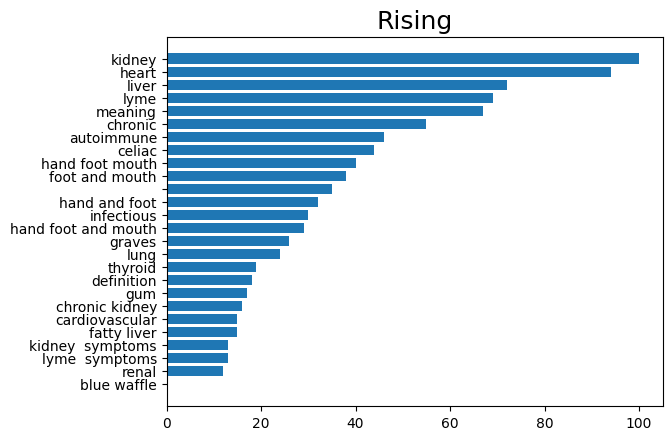 Rising
kidney
heart
liver
lyme
meaning
chronic
autoimmune
celiac
hand foot mouth
foot and mouth
hand and foot
infectious
hand foot and mouth
graves
lung
thyroid
definition
gum
chronic kidney
cardiovascular
fatty liver
kidney  symptoms
lyme  symptoms
renal
blue waffle
0 20 40 60 80 100